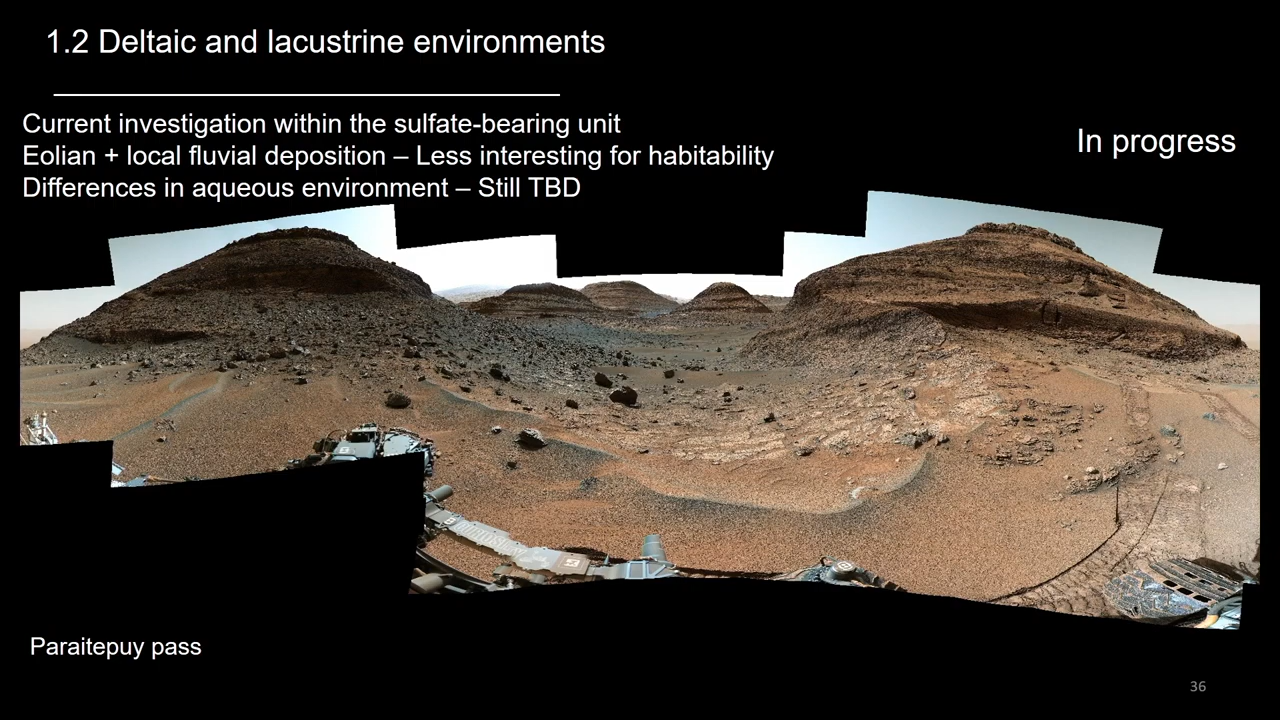 1.2 Deltaic and lacustrine environments
Current investigation within the sulfate-bearing unit
Eolian + local fluvial deposition – Less interesting for habitability
Differences in aqueous environment – Still TBD
In progress
Paraitepuy pass
36